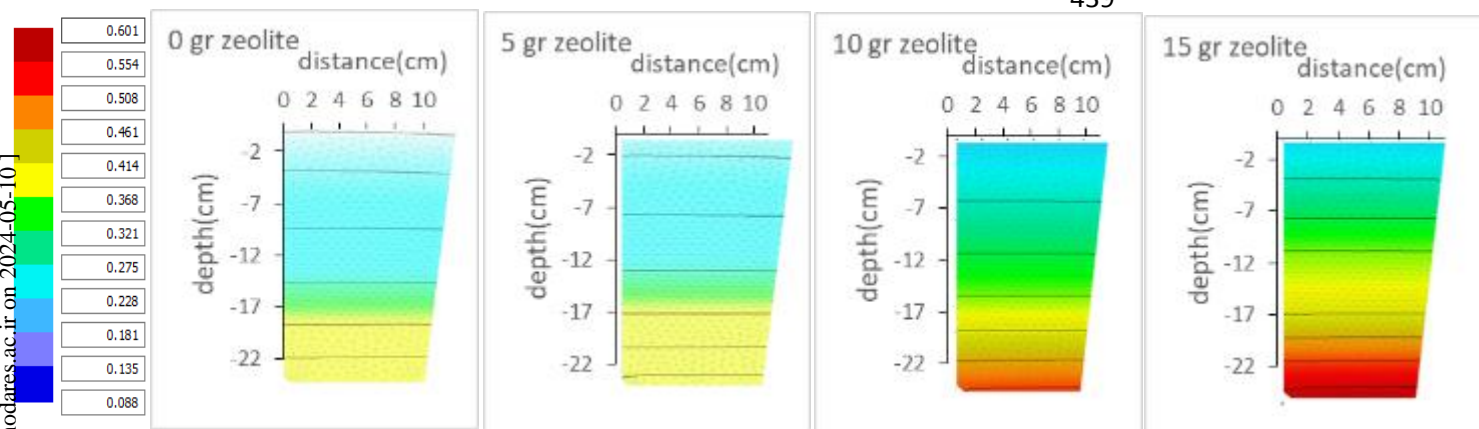 439
0.601
0.554
0.508
0.461
0.414
0.368
0.321
0.275
0.228
0.181
0.135
0.088
nodares.ac.ir on 2024-05-10 ]
0 gr zeolite
distance(cm)
0 2 4 6 8 10
depth(cm)
-2
-7
-12
-17
-22
5 gr zeolite
distance(cm)
0 2 4 6 8 10
depth(cm)
-2
-7
-12
-17
-22
10 gr zeolite
distance(cm)
0 2 4 6 8 10
depth(cm)
-2
-7
-12
-17
-22
15 gr zeolite
distance(cm)
0 2 4 6 8 10
depth(cm)
-2
-7
-12
-17
-22